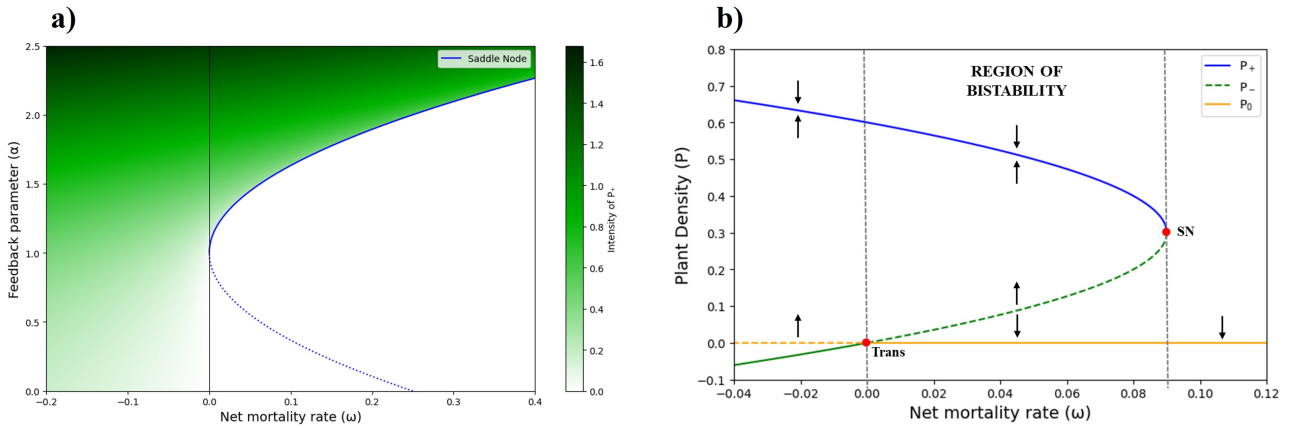 a)
2.5
2.0
1.5
1.0
0.5
0.0
Feedback parameter (α)
−0.2
−0.1
0.0
0.1
0.2
0.3
0.4
Net mortality rate (ω)
Saddle Node
1.6
1.4
1.2
1.0
0.8
0.6
0.4
0.2
0.0
Intensity of P₊
b)
0.8
0.7
0.6
0.5
0.4
0.3
0.2
0.1
0.0
−0.1
Plant Density (P)
REGION OF
BISTABILITY
P₊
P₋
P₀
SN
Trans
−0.04
−0.02
0.00
0.02
0.04
0.06
0.08
0.10
0.12
Net mortality rate (ω)